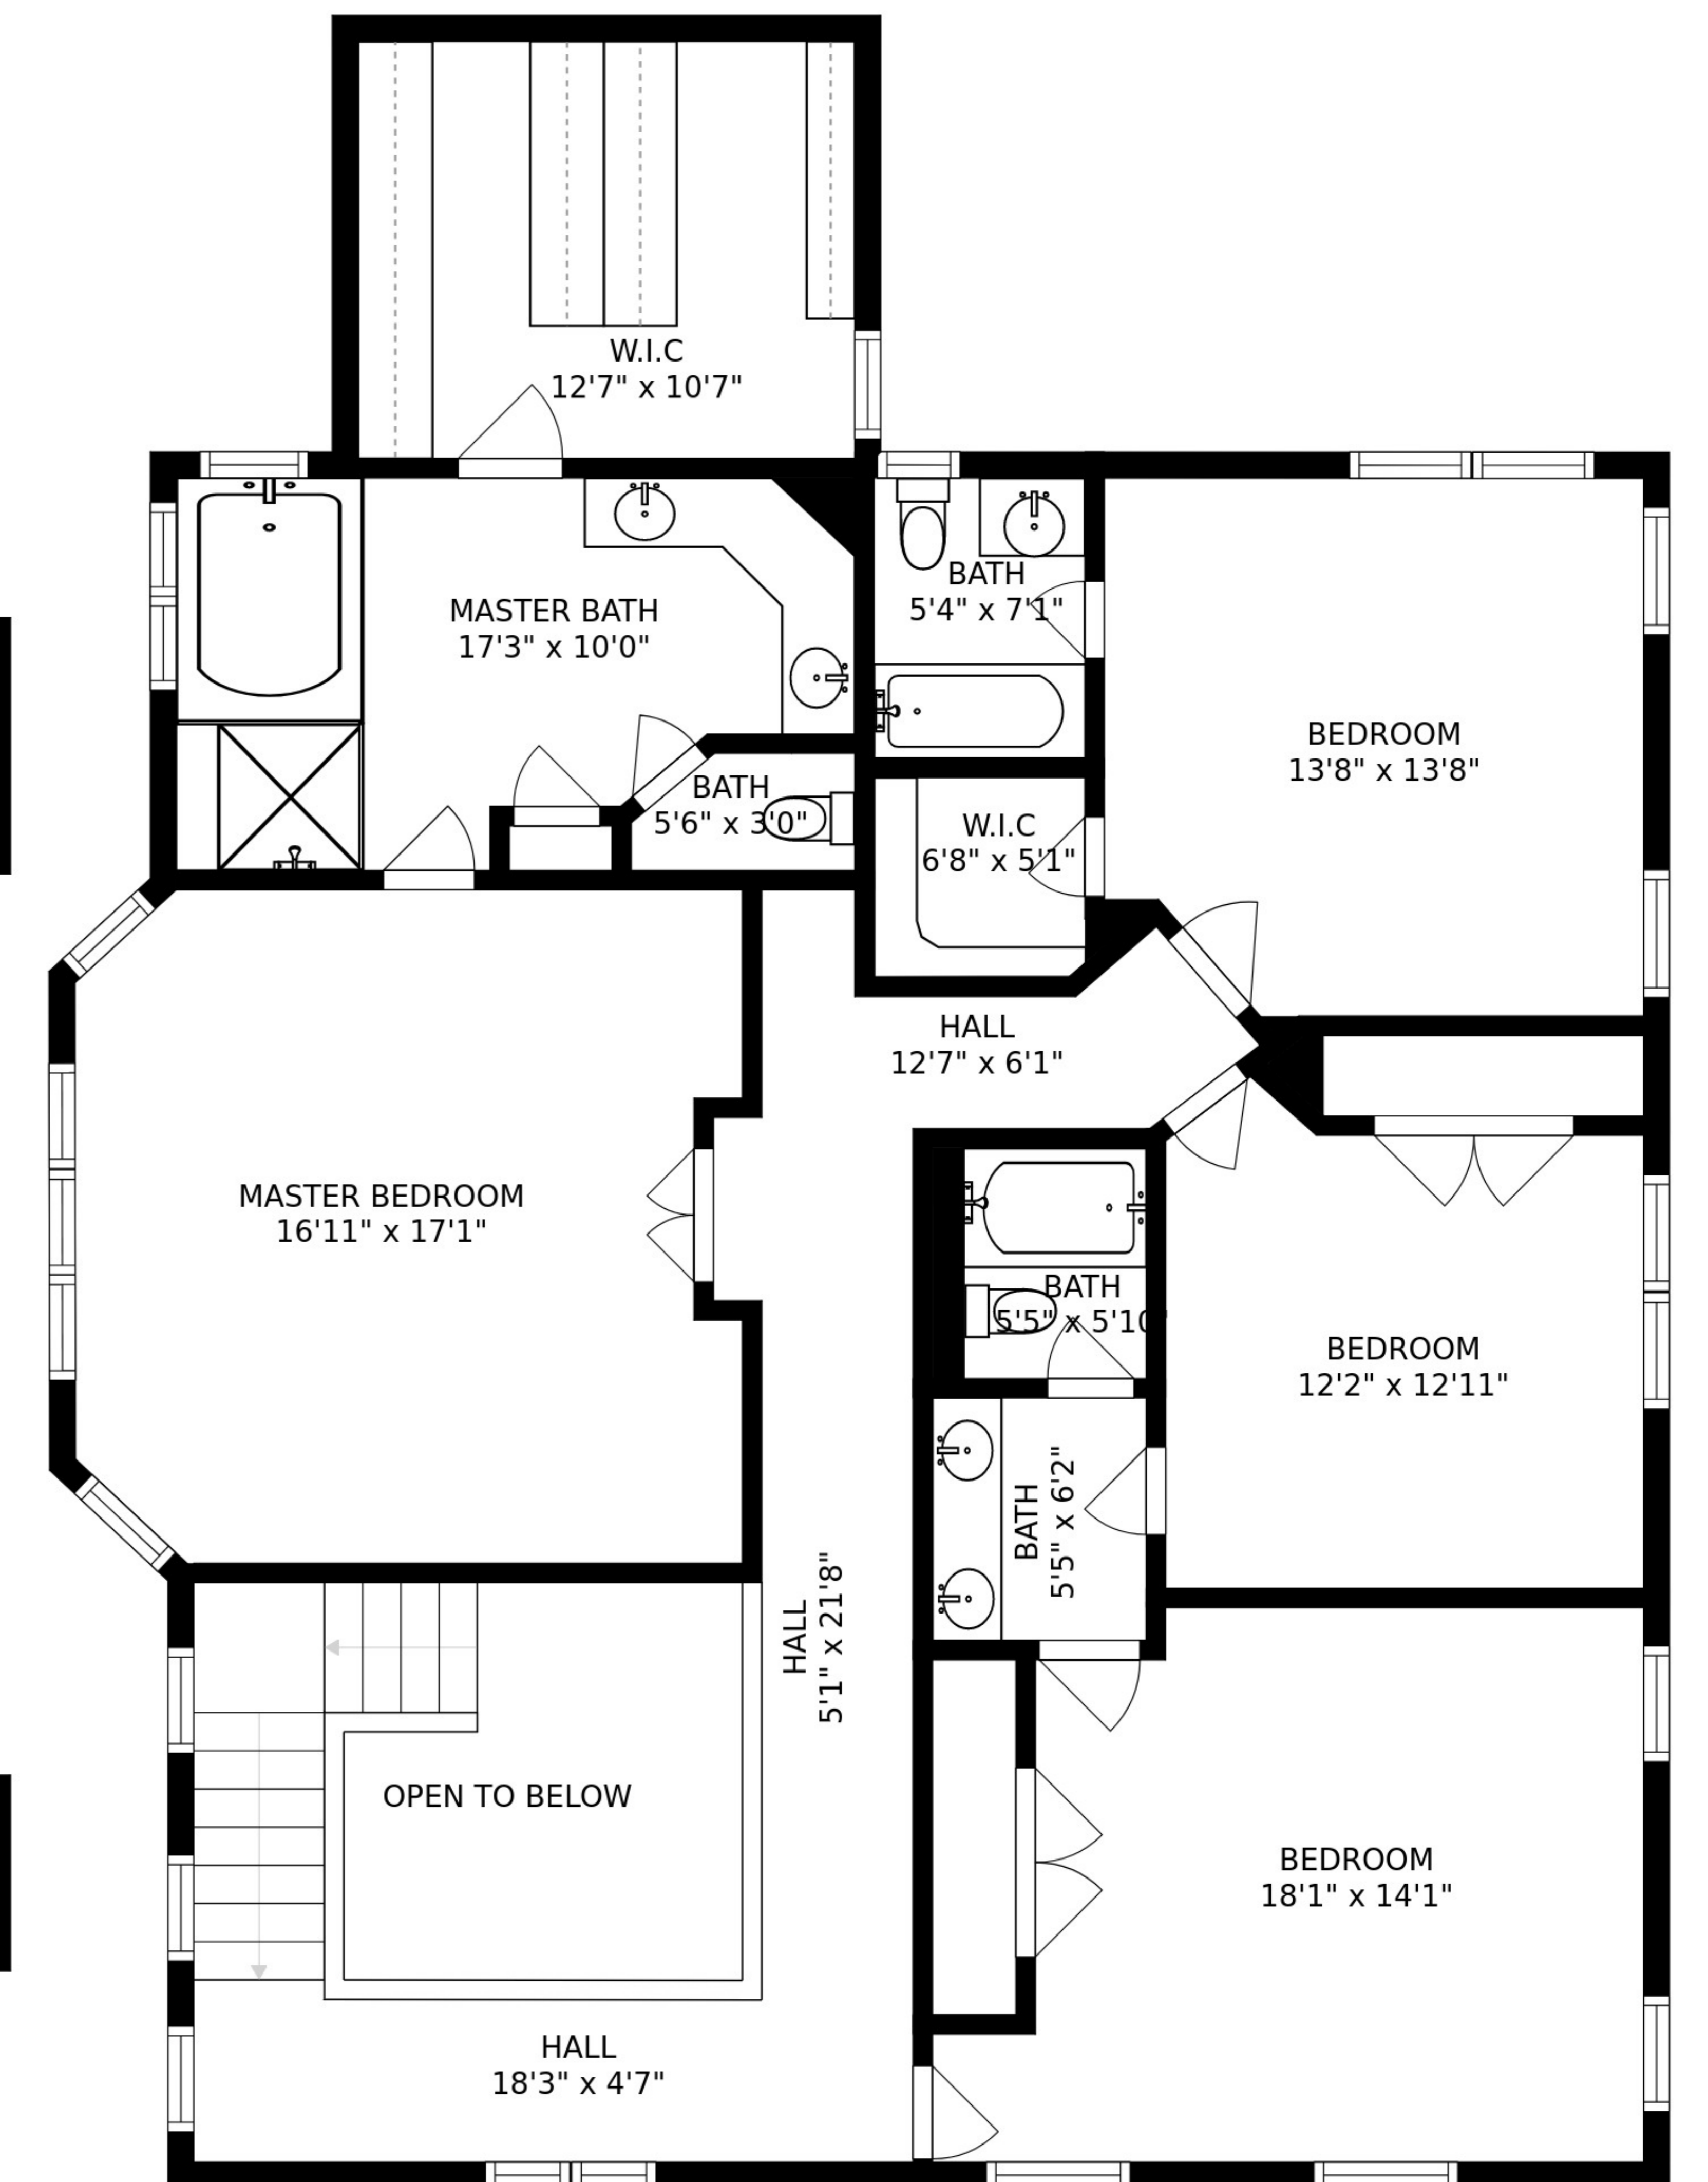 W.I.C
12'7" x 10'7"
MASTER BATH
17'3" x 10'0"
BATH
5'4" x 7'1"
BEDROOM
13'8" x 13'8"
BATH
5'6" x 3'0"
W.I.C
6'8" x 5'1"
HALL
12'7" x 6'1"
MASTER BEDROOM
16'11" x 17'1"
BATH
5'5" x 5'10"
BEDROOM
12'2" x 12'11"
BATH
5'5" x 6'2"
HALL
5'1" x 21'8"
OPEN TO BELOW
BEDROOM
18'1" x 14'1"
HALL
18'3" x 4'7"